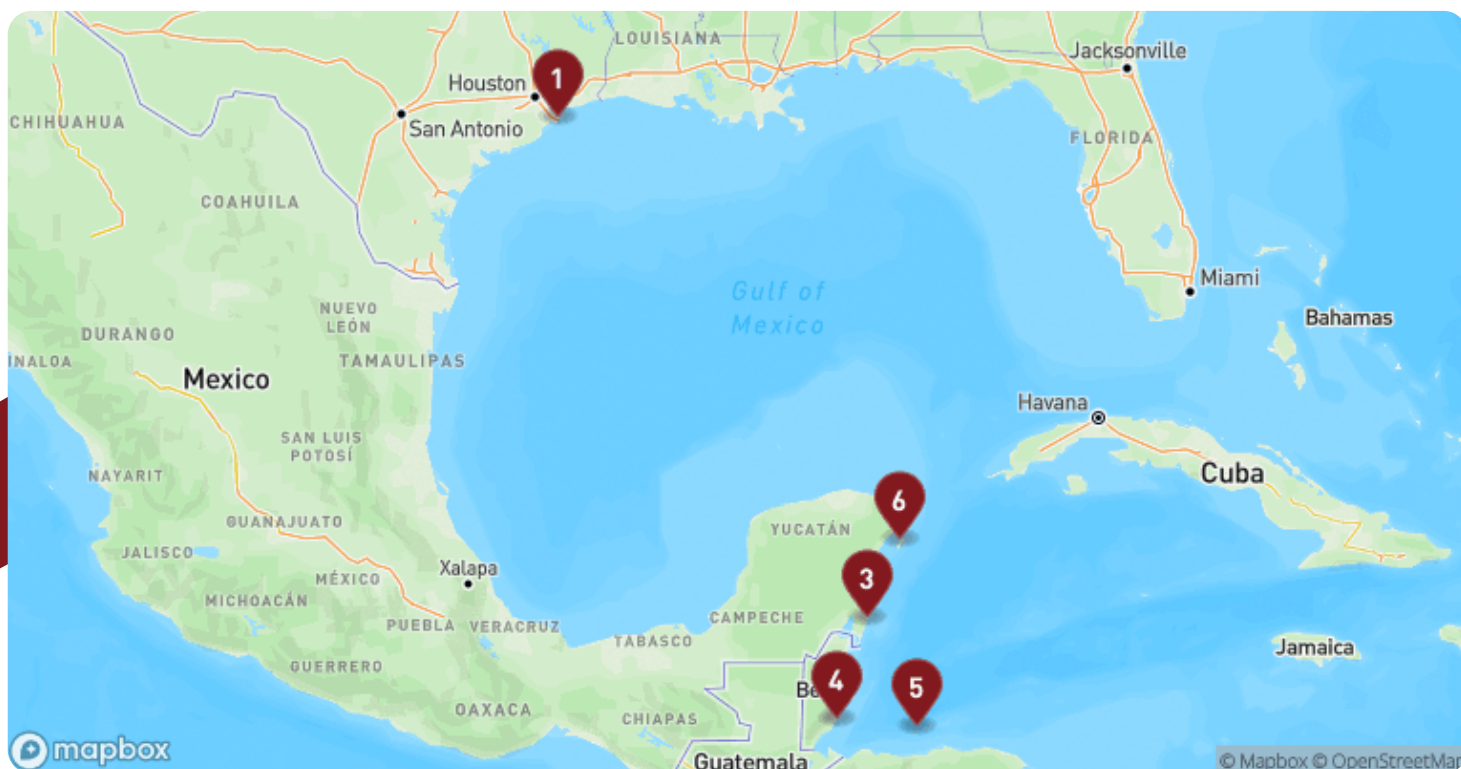 LOUISIANA
Jacksonville
Houston
1
CHIHUAHUA
San Antonio
FLORIDA
COAHUILA
Miami
Gulf of
Mexico
NUEVO
LEÓN
Bahamas
DURANGO
INALOA
TAMAULIPAS
Mexico
Havana
SAN LUIS
POTOSÍ
NAYARIT
Cuba
6
YUCATÁN
GUANAJUATO
JALISCO
Xalapa
MÉXICO
3
MICHOACÁN
PUEBLA
VERACRUZ
CAMPECHE
TABASCO
Jamaica
GUERRERO
4
5
Be
OAXACA
CHIAPAS
mapbox
Guatemala
© Mapbox © OpenStreetMap